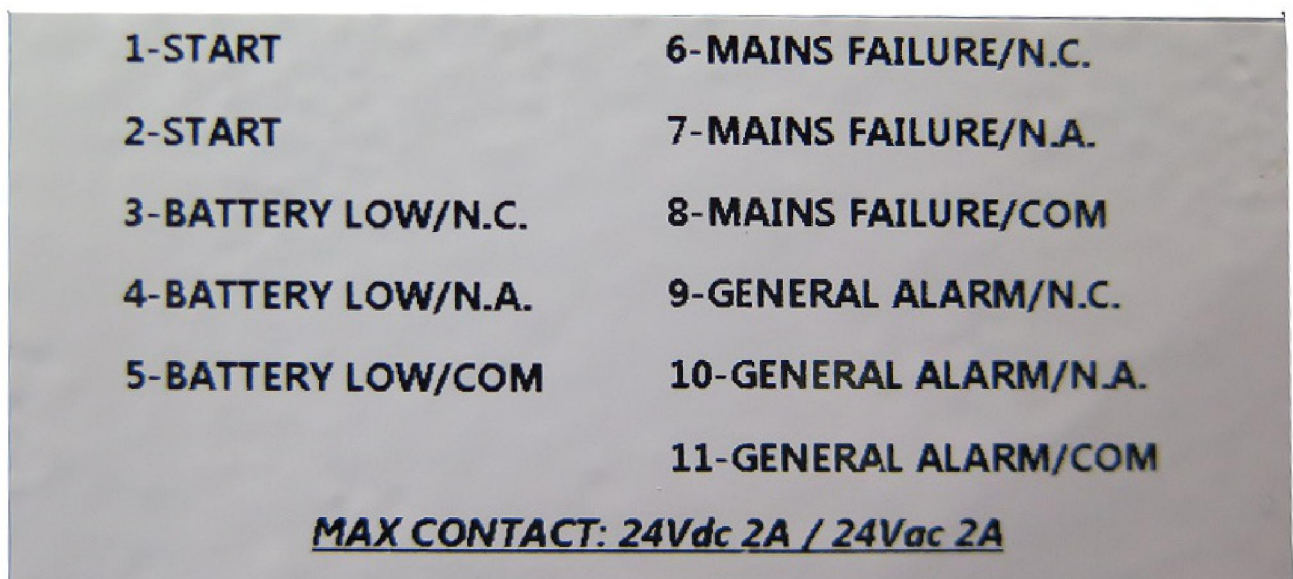 1-START
2-START
3-BATTERY LOW/N.C.
4-BATTERY LOW/N.A.
5-BATTERY LOW/COM
6-MAINS FAILURE/N.C.
7-MAINS FAILURE/N.A.
8-MAINS FAILURE/COM
9-GENERAL ALARM/N.C.
10-GENERAL ALARM/N.A.
11-GENERAL ALARM/COM
MAX CONTACT: 24Vdc 2A / 24Vac 2A